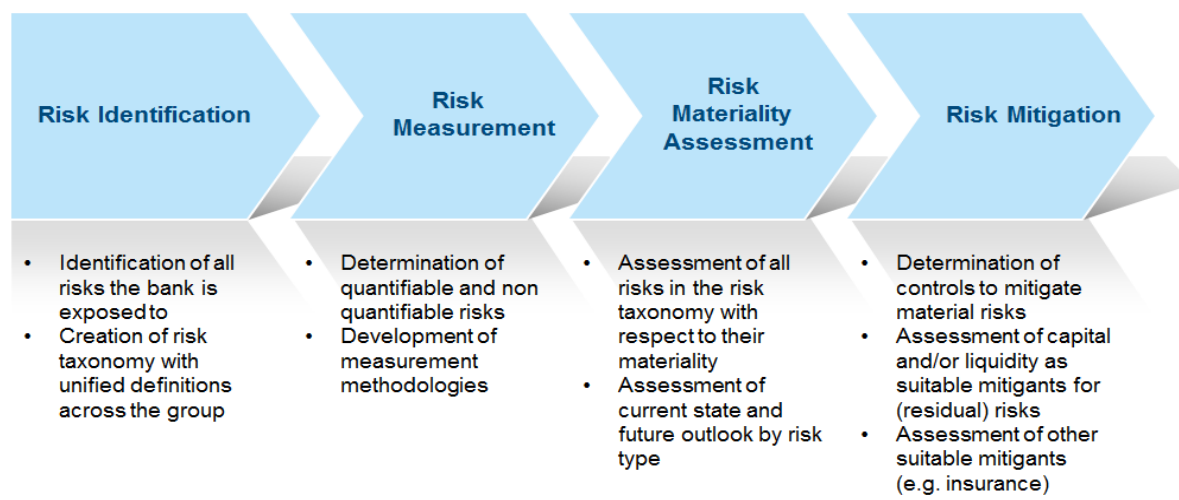 Risk Identification
Risk
Measurement
Risk
Materiality
Assessment
Risk Mitigation
• Identification of all
risks the bank is
exposed to
• Creation of risk
taxonomy with
unified definitions
across the group
• Determination of
quantifiable and non
quantifiable risks
• Development of
measurement
methodologies
• Assessment of all
risks in the risk
taxonomy with
respect to their
materiality
• Assessment of
current state and
future outlook by risk
type
• Determination of
controls to mitigate
material risks
• Assessment of capital
and/or liquidity as
suitable mitigants for
(residual) risks
• Assessment of other
suitable mitigants
(e.g. insurance)